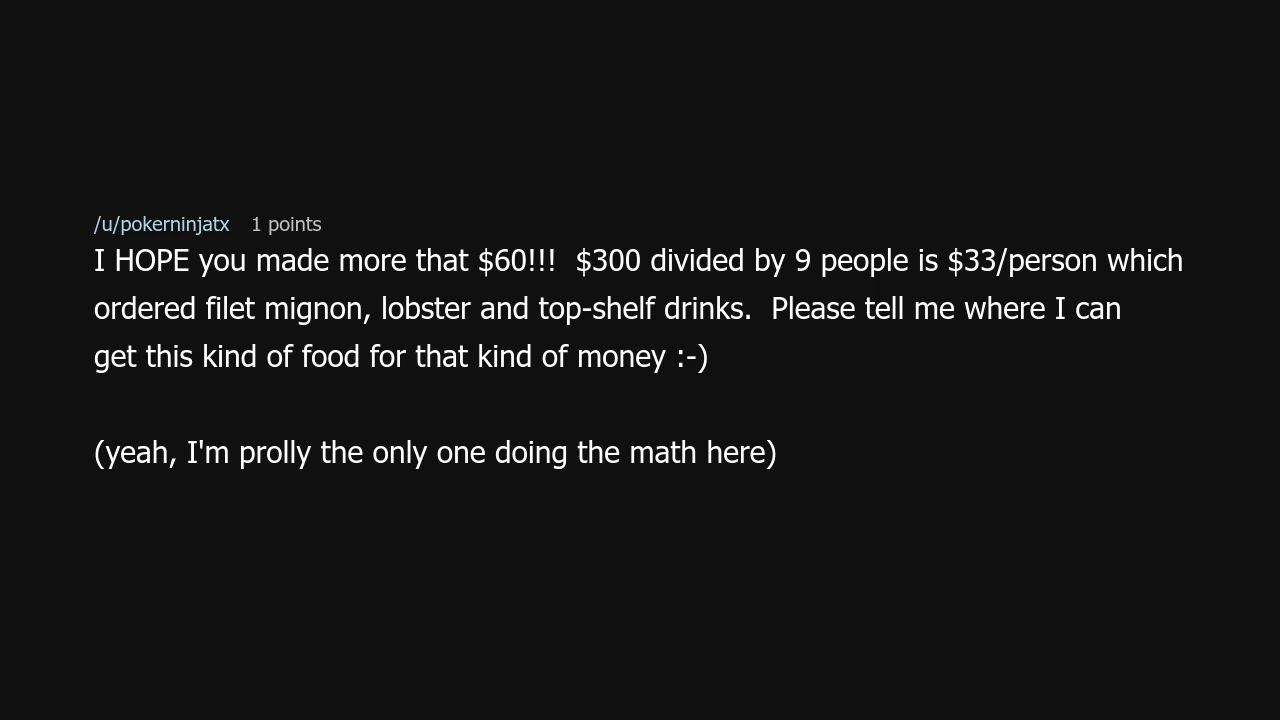 /u/pokerninjatx 1 points
I HOPE you made more that $60!!!  $300 divided by 9 people is $33/person which
ordered filet mignon, lobster and top-shelf drinks.  Please tell me where I can
get this kind of food for that kind of money :-)
(yeah, I'm prolly the only one doing the math here)